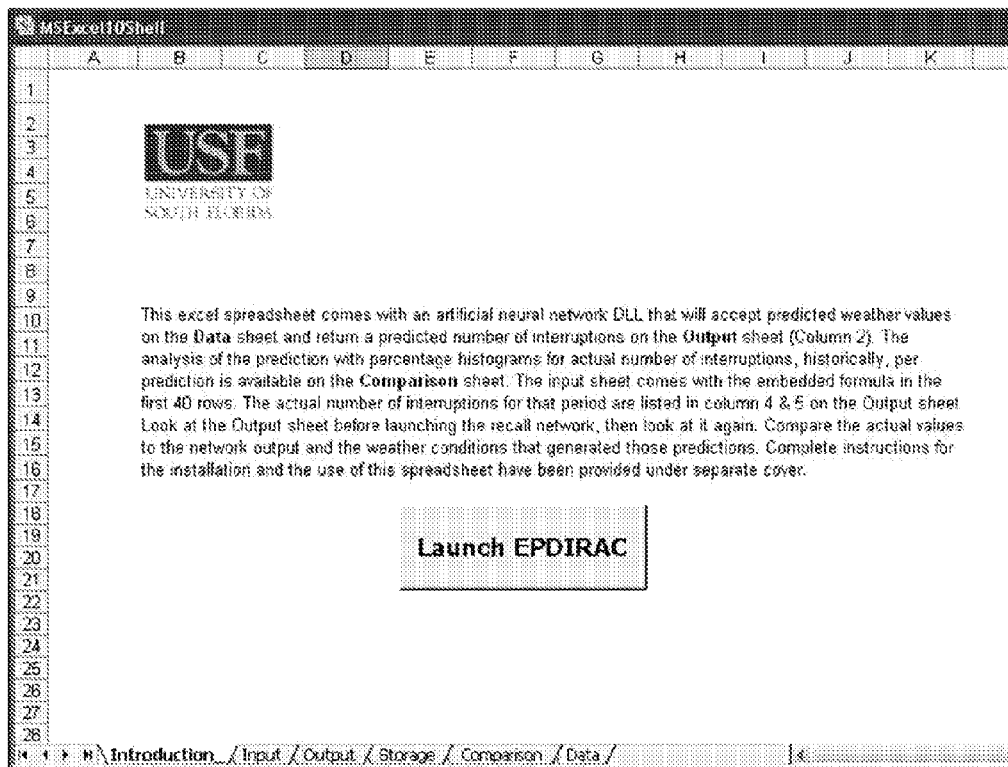 MSExcel10Shell
A B C D E F G H I J K
1
2
3
4
5
6
7
8
9
10
11
12
13
14
15
16
17
18
19
20
21
22
23
24
25
26
27
28
USF
UNIVERSITY OF
SOUTH FLORIDA
This excel spreadsheet comes with an artificial neural network DLL that will accept predicted weather values
on the Data sheet and return a predicted number of interruptions on the Output sheet (Column 2). The
analysis of the prediction with percentage histograms for actual number of interruptions, historically, per
prediction is available on the Comparison sheet. The input sheet comes with the embedded formula in the
first 40 rows. The actual number of interruptions for that period are listed in column 4 & 5 on the Output sheet.
Look at the Output sheet before launching the recall network, then look at it again. Compare the actual values
to the network output and the weather conditions that generated those predictions. Complete instructions for
the installation and the use of this spreadsheet have been provided under separate cover.
Launch EPDIRAC
Introduction / Input / Output / Storage / Comparison / Data /